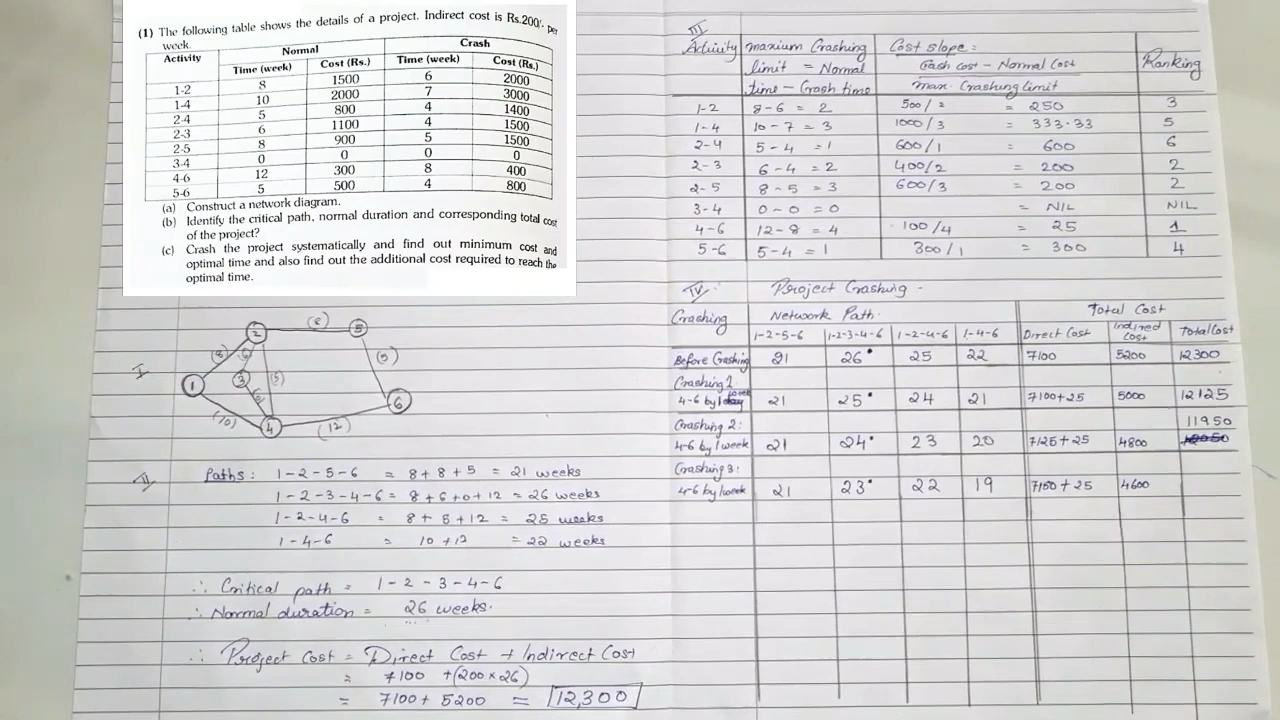 (1) The following table shows the details of a project. Indirect cost is Rs.200/. per
week.
Activity Normal Crash
Time (week) Cost (Rs.) Time (week) Cost (Rs.)
1-2 8 1500 6 2000
1-4 10 2000 7 3000
2-4 5 800 4 1400
2-3 6 1100 4 1500
2-5 8 900 5 1500
3-4 0 0 0 0
4-6 12 300 8 400
5-6 5 500 4 800
(a) Construct a network diagram.
(b) Identify the critical path, normal duration and corresponding total cost
of the project?
(c) Crash the project systematically and find out minimum cost and
optimal time and also find out the additional cost required to reach the
optimal time.
I
1 2 3 4 5 6
(8) (8) (6) (5) (5) (0) (10) (12)
II
Paths: 1-2-5-6 = 8+8+5 = 21 weeks
1-2-3-4-6 = 8+6+0+12 = 26 weeks
1-2-4-6 = 8+5+12 = 25 weeks
1-4-6 = 10+12 = 22 weeks
∴ Critical path = 1-2-3-4-6
∴ Normal duration = 26 weeks.
∴ Project Cost = Direct Cost + Indirect Cost
= 7100 + (200×26)
= 7100 + 5200 = 12,300
III
Activity maxium Crashing Cost slope = Ranking
limit = Normal Crash cost - Normal Cost
time - Crash time max. Crashing limit
1-2 8-6 = 2 500/2 = 250 3
1-4 10-7 = 3 1000/3 = 333.33 5
2-4 5-4 = 1 600/1 = 600 6
2-3 6-4 = 2 400/2 = 200 2
2-5 8-5 = 3 600/3 = 200 2
3-4 0-0 = 0 = NIL NIL
4-6 12-8 = 4 100/4 = 25 1
5-6 5-4 = 1 300/1 = 300 4
IV Project Crashing.
Crashing Network Path. Total Cost
1-2-5-6 1-2-3-4-6 1-2-4-6 1-4-6 Direct Cost Indirect Cost Total Cost
Before Crashing 21 26 25 22 7100 5200 12300
Crashing 1
4-6 by 1 week 21 25 24 21 7100+25 5000 12125
Crashing 2: 11950
4-6 by 1 week 21 24 23 20 7125+25 4800
Crashing 3:
4-6 by 1 week 21 23 22 19 7150+25 4600